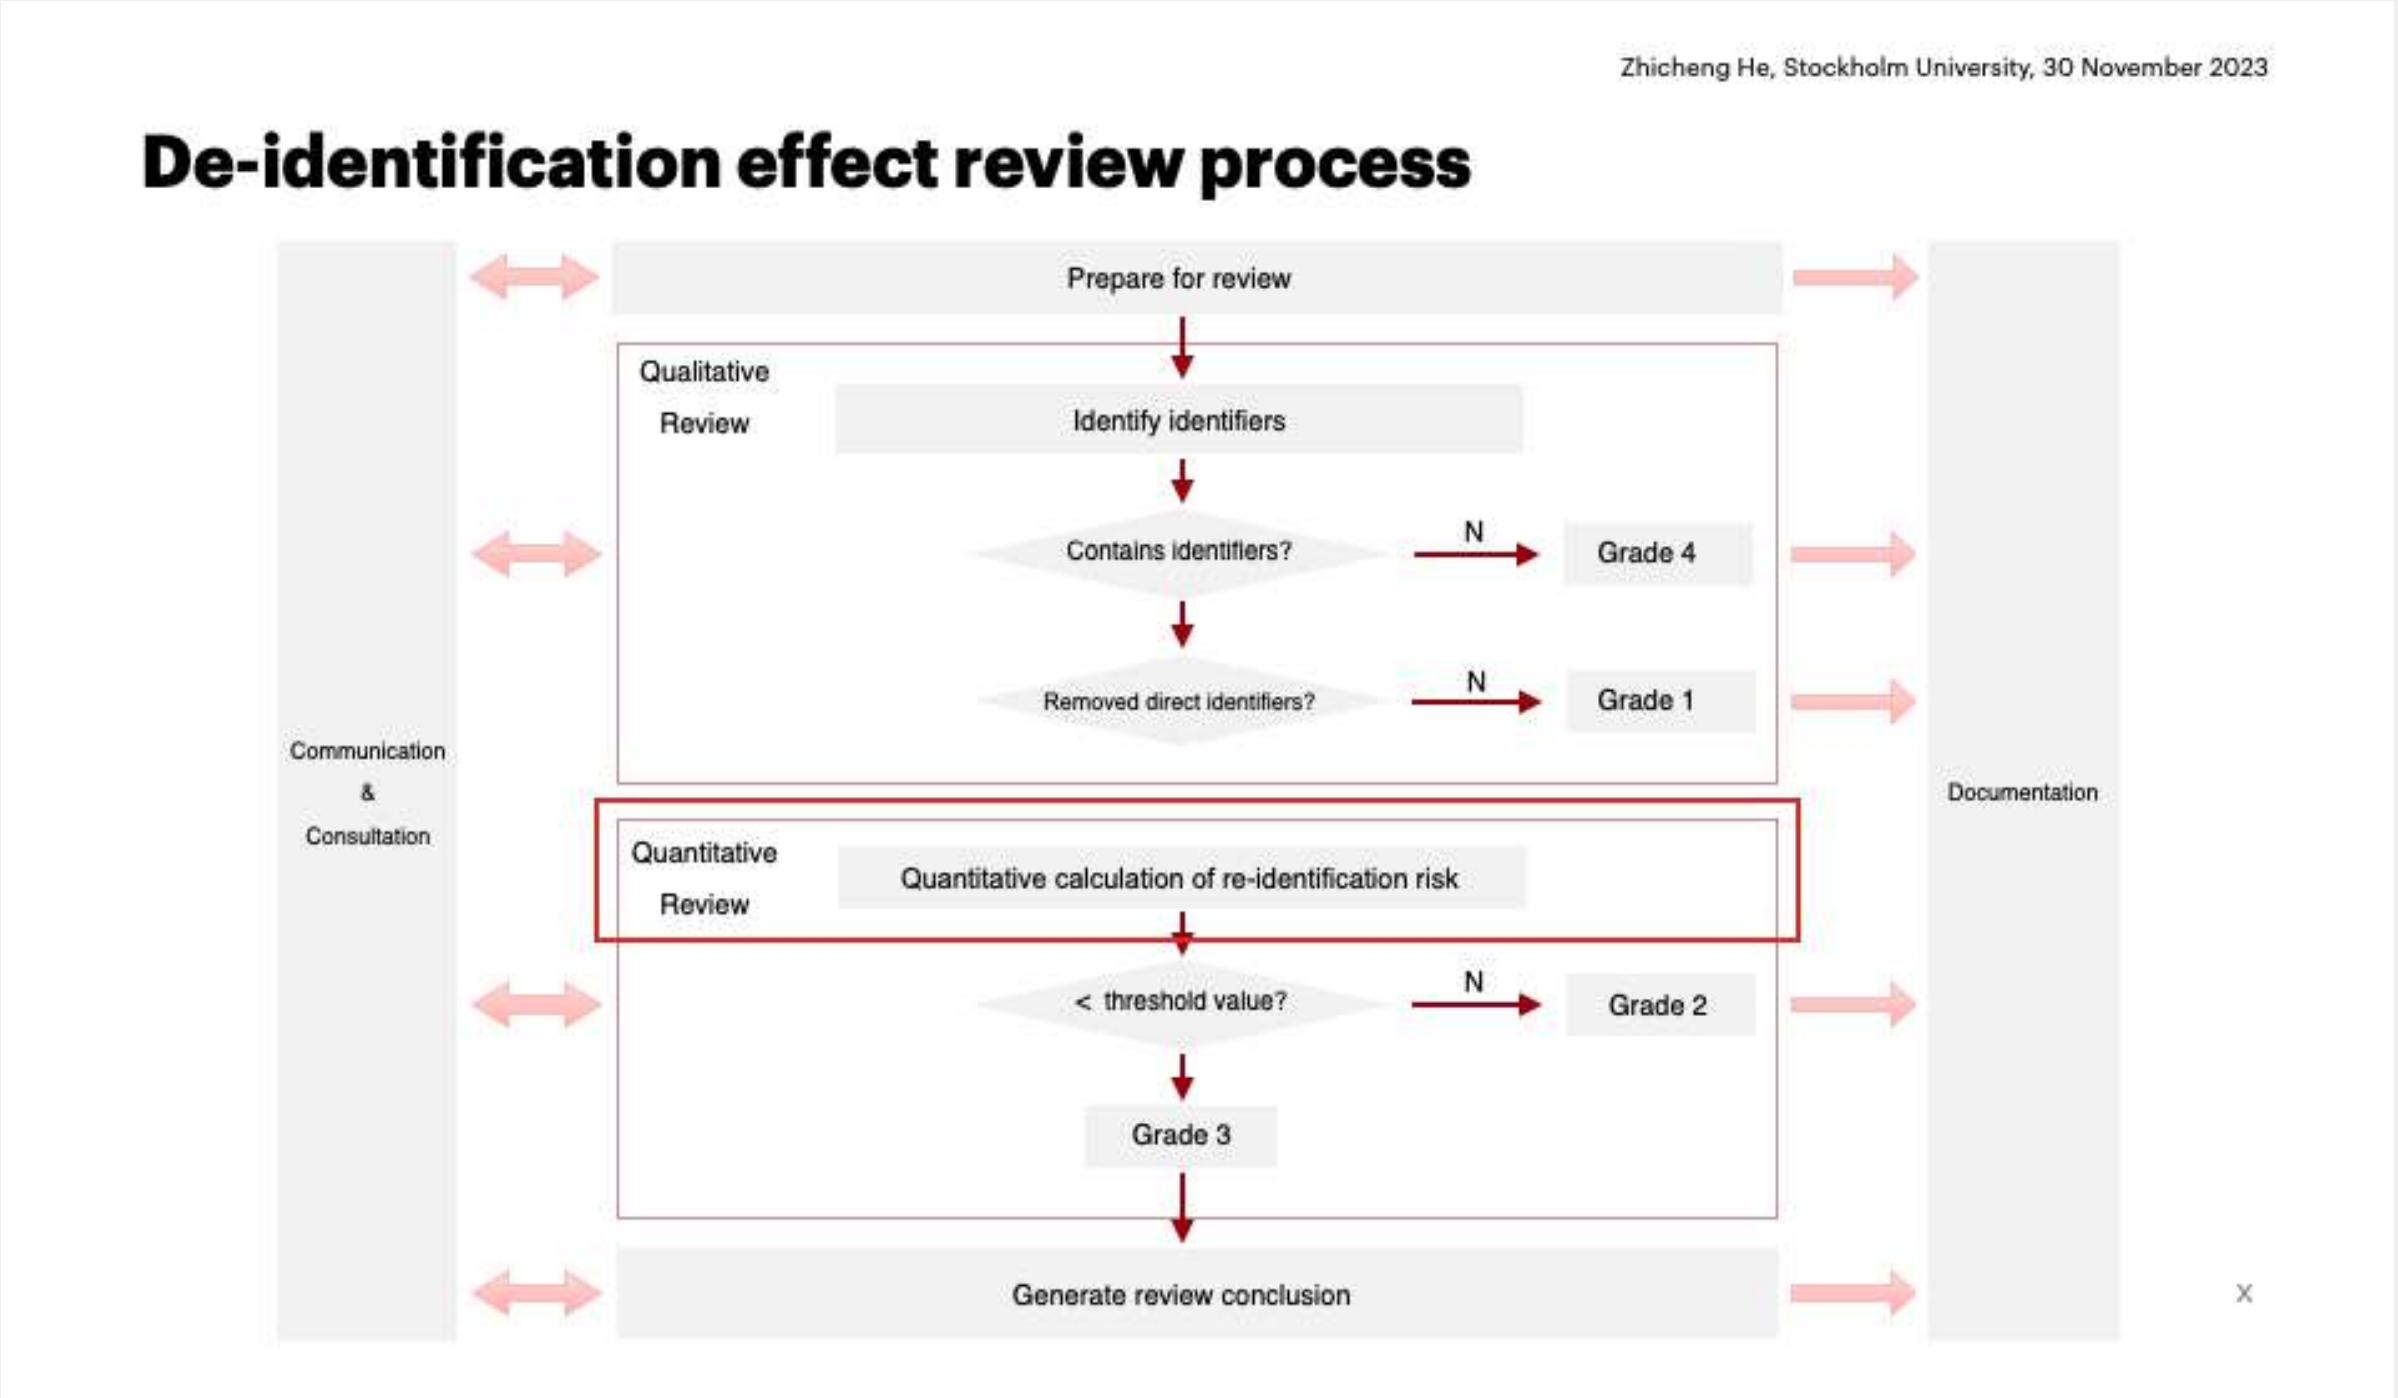 Zhicheng He, Stockholm University, 30 November 2023
De-identification effect review process
Prepare for review
Qualitative
Review
Identify identifiers
Contains identifiers?
N
Grade 4
Removed direct identifiers?
N
Grade 1
Communication
&
Consultation
Documentation
Quantitative
Review
Quantitative calculation of re-identification risk
< threshold value?
N
Grade 2
Grade 3
Generate review conclusion
X